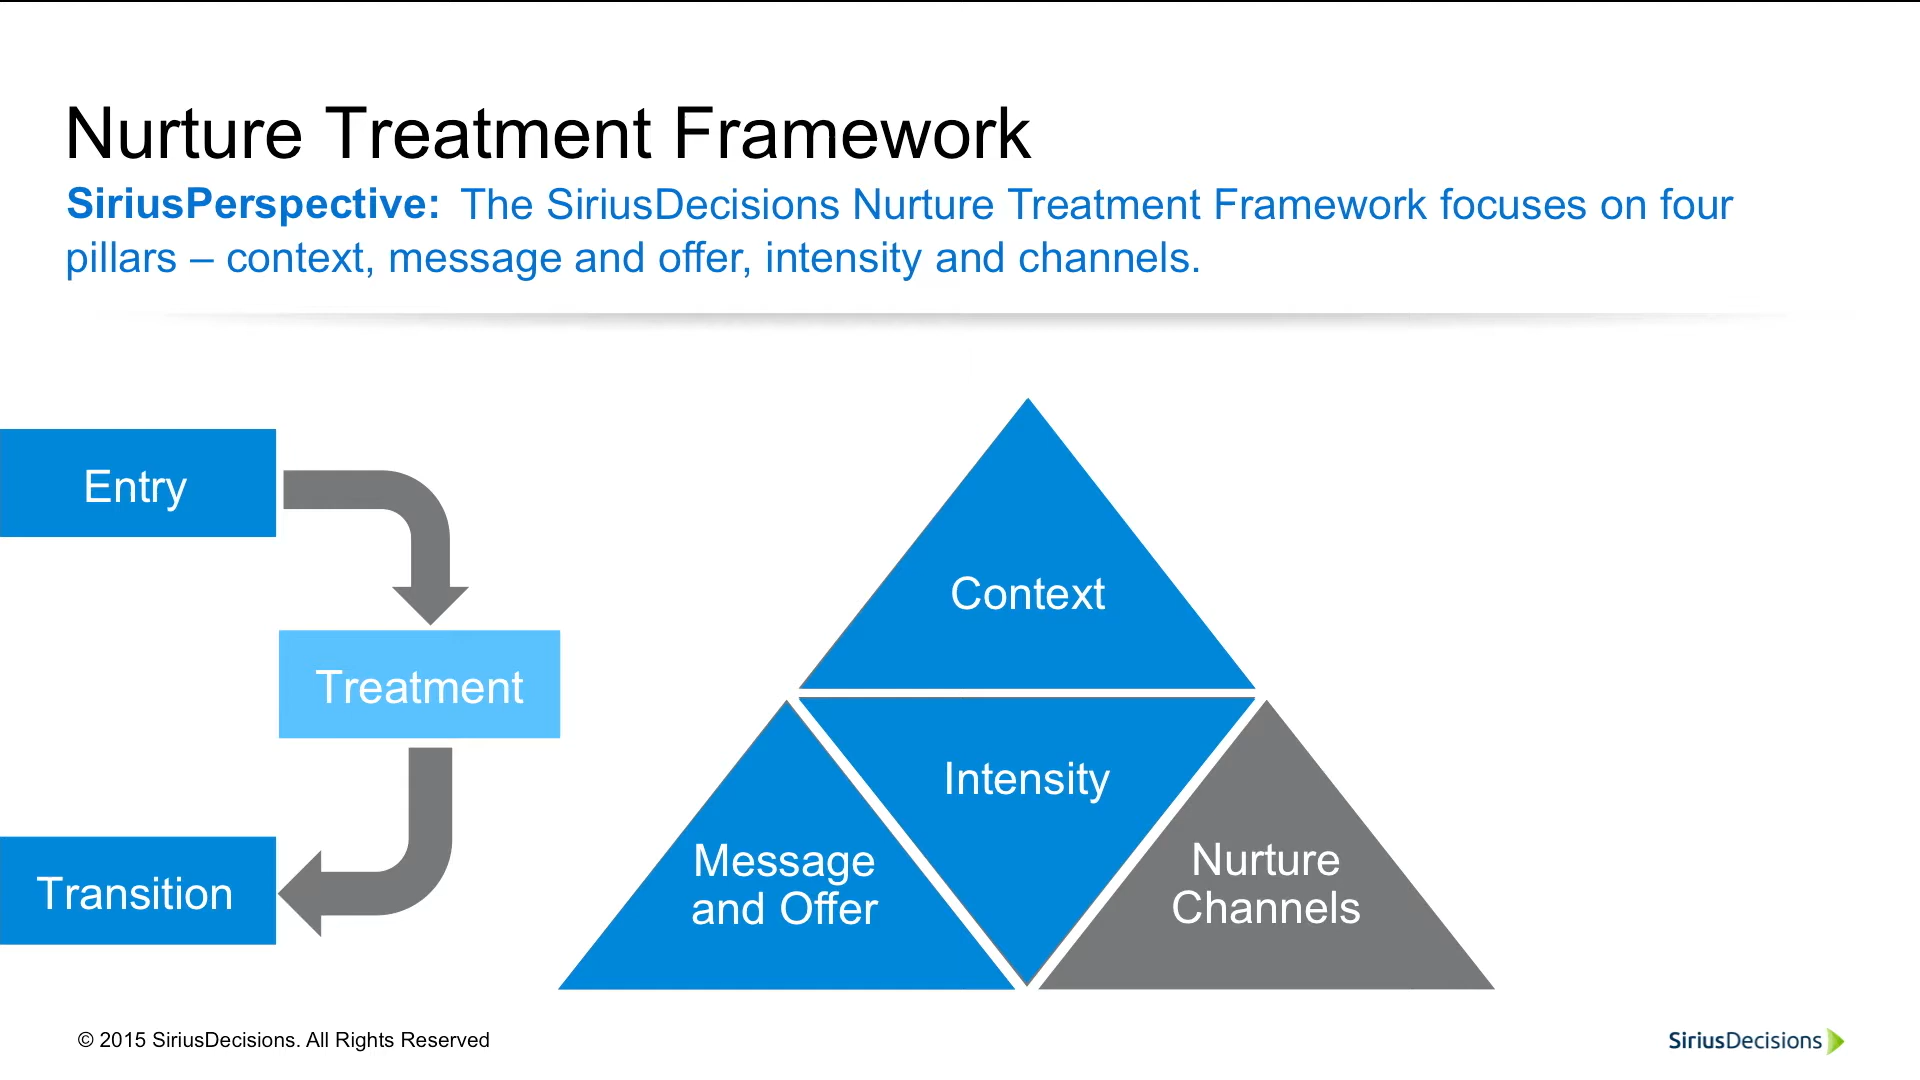 Nurture Treatment Framework
SiriusPerspective: The SiriusDecisions Nurture Treatment Framework focuses on four
pillars – context, message and offer, intensity and channels.
Entry
Treatment
Transition
Context
Intensity
Message
and Offer
Nurture
Channels
© 2015 SiriusDecisions. All Rights Reserved
SiriusDecisions